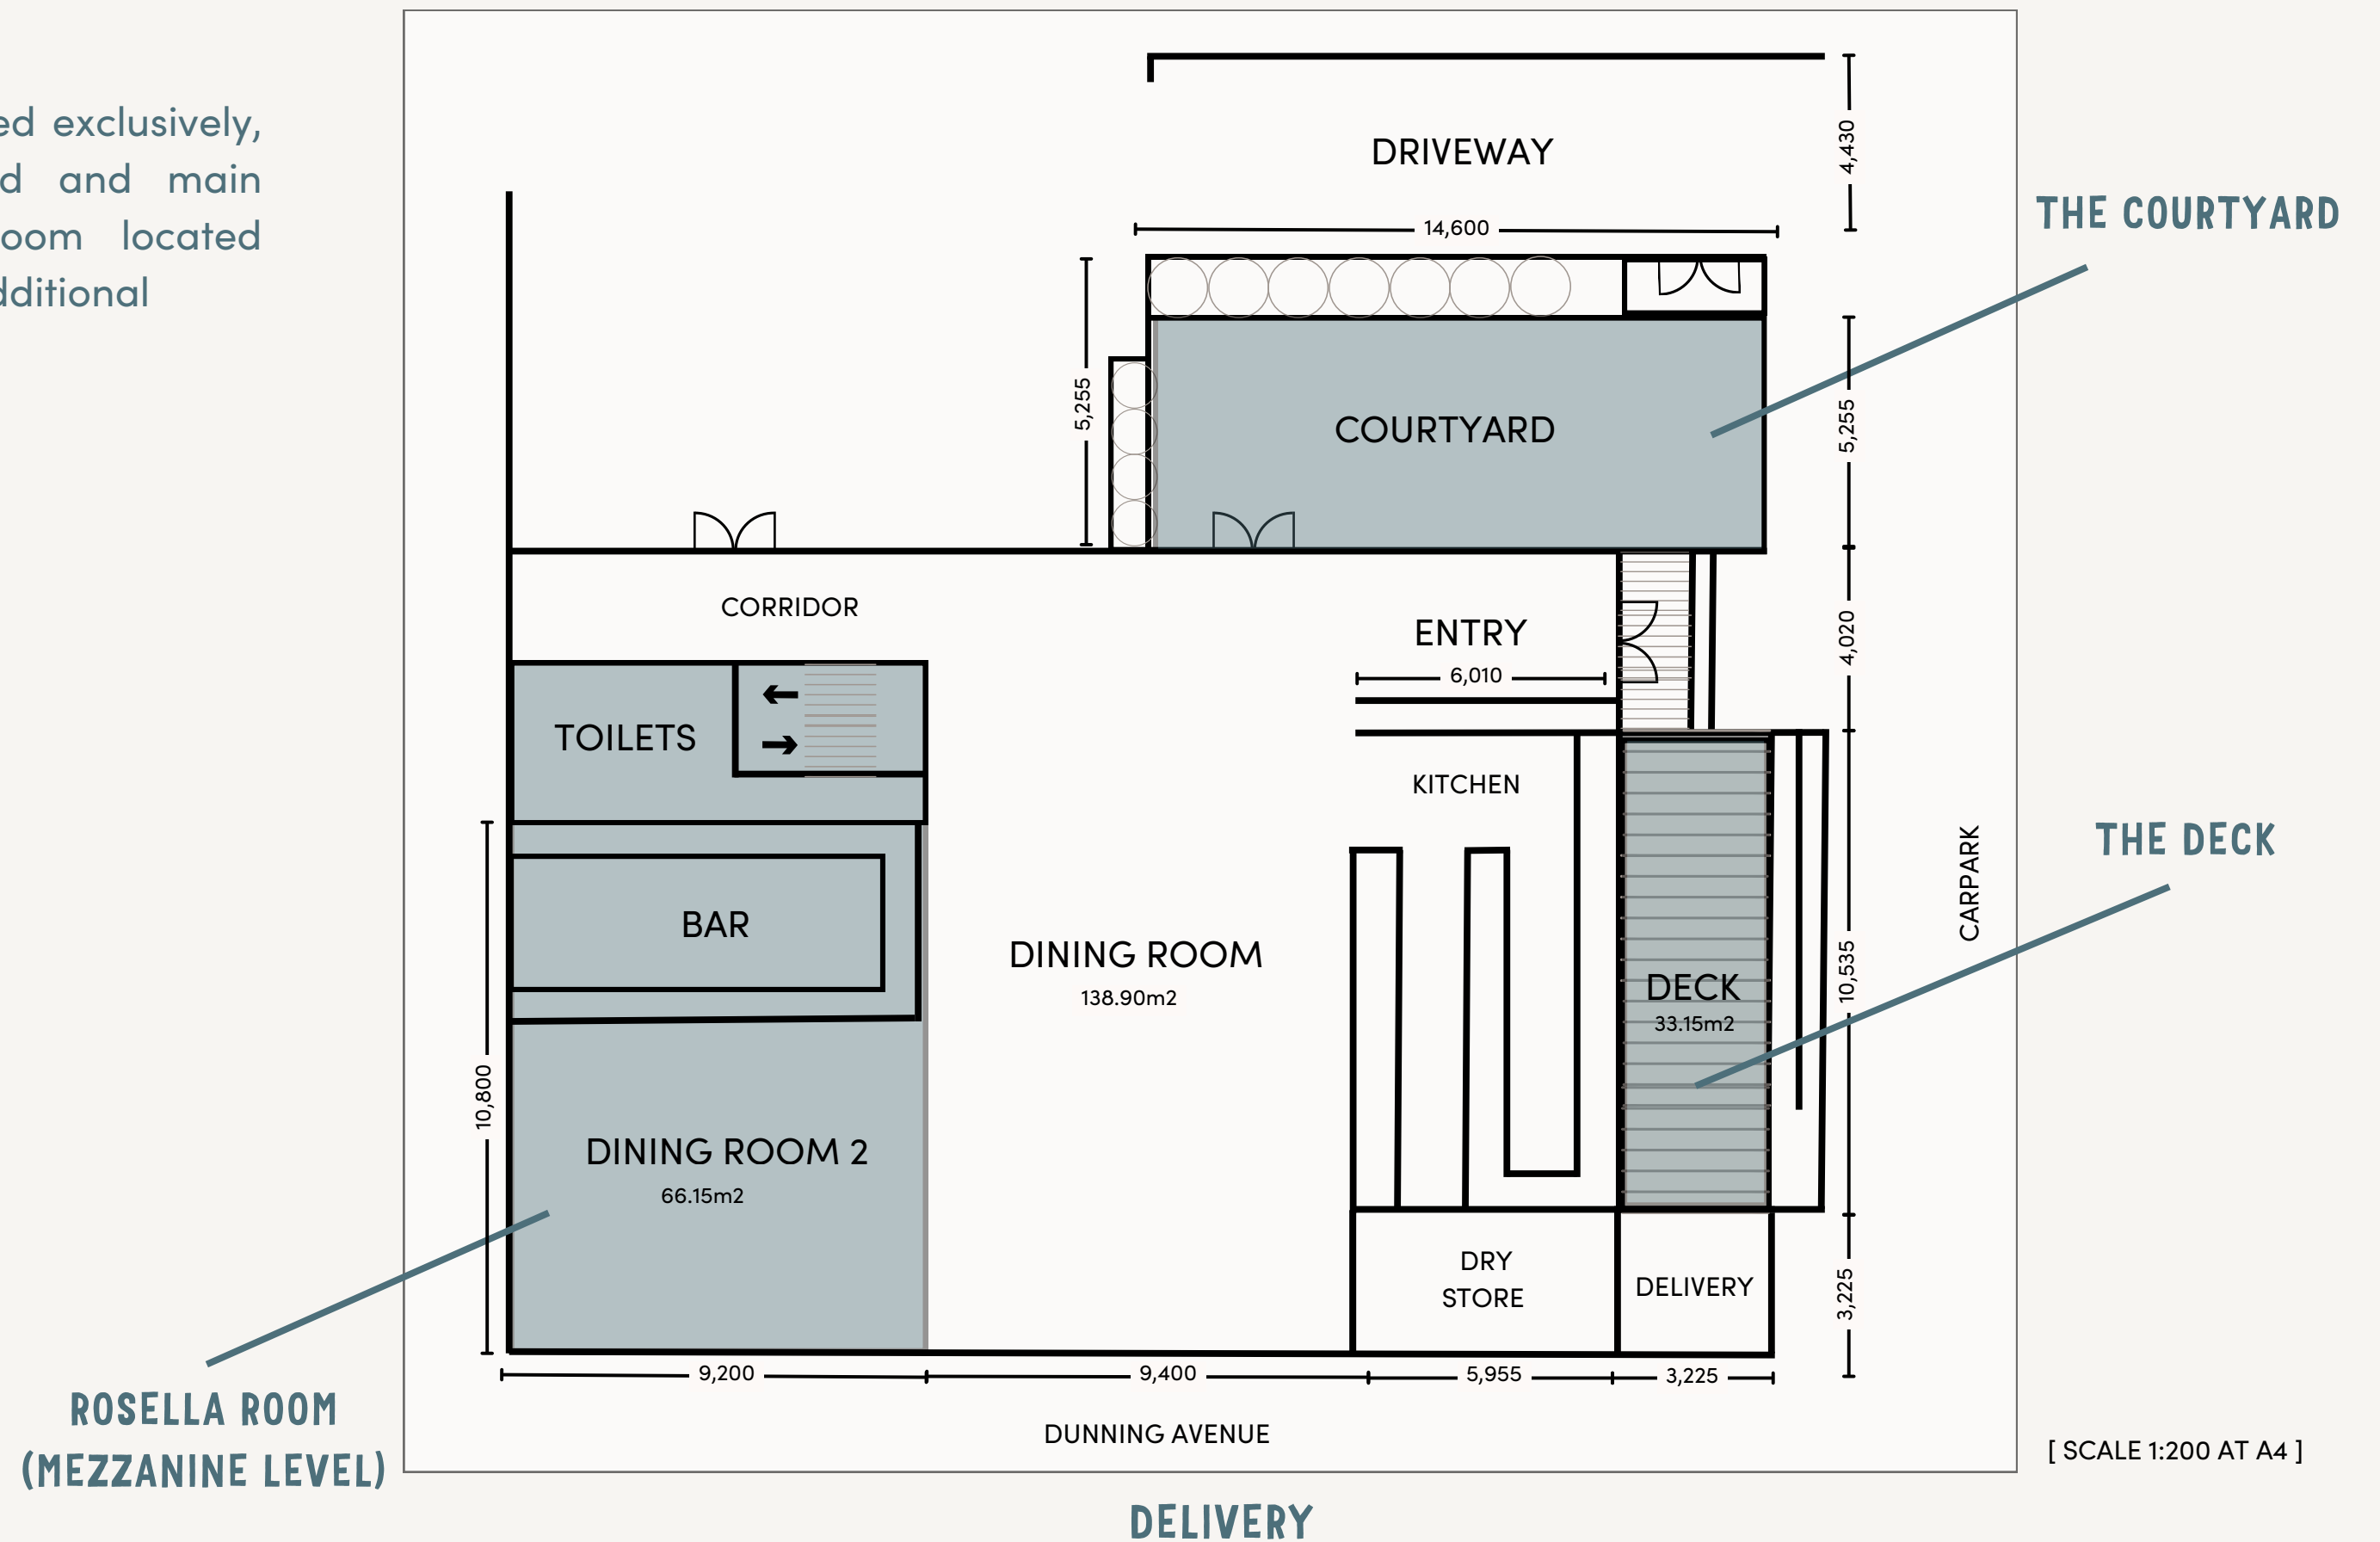 ed exclusively,
d and main
oom located
dditional
DRIVEWAY
4,430
14,600
THE COURTYARD
5,255
COURTYARD
5,255
CORRIDOR
ENTRY
6,010
4,020
TOILETS
KITCHEN
THE DECK
CARPARK
BAR
DINING ROOM
138.90m2
DECK
33.15m2
10,535
10,800
DINING ROOM 2
66.15m2
DRY
STORE
DELIVERY
3,225
9,200
9,400
5,955
3,225
ROSELLA ROOM
(MEZZANINE LEVEL)
DUNNING AVENUE
[ SCALE 1:200 AT A4 ]
DELIVERY